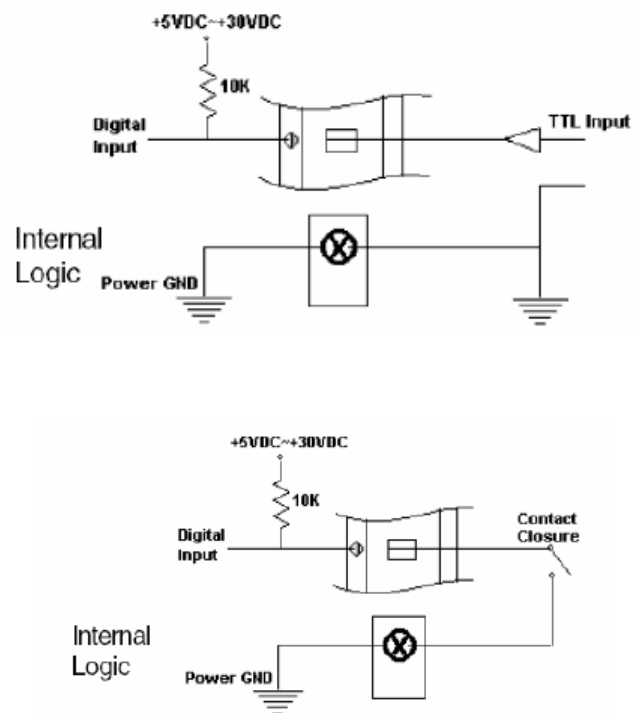 +5VDC~+30VDC
10K
Digital
Input
TTL Input
Internal
Logic
Power GND
+5VDC~+30VDC
10K
Digital
Input
Contact
Closure
Internal
Logic
Power GND